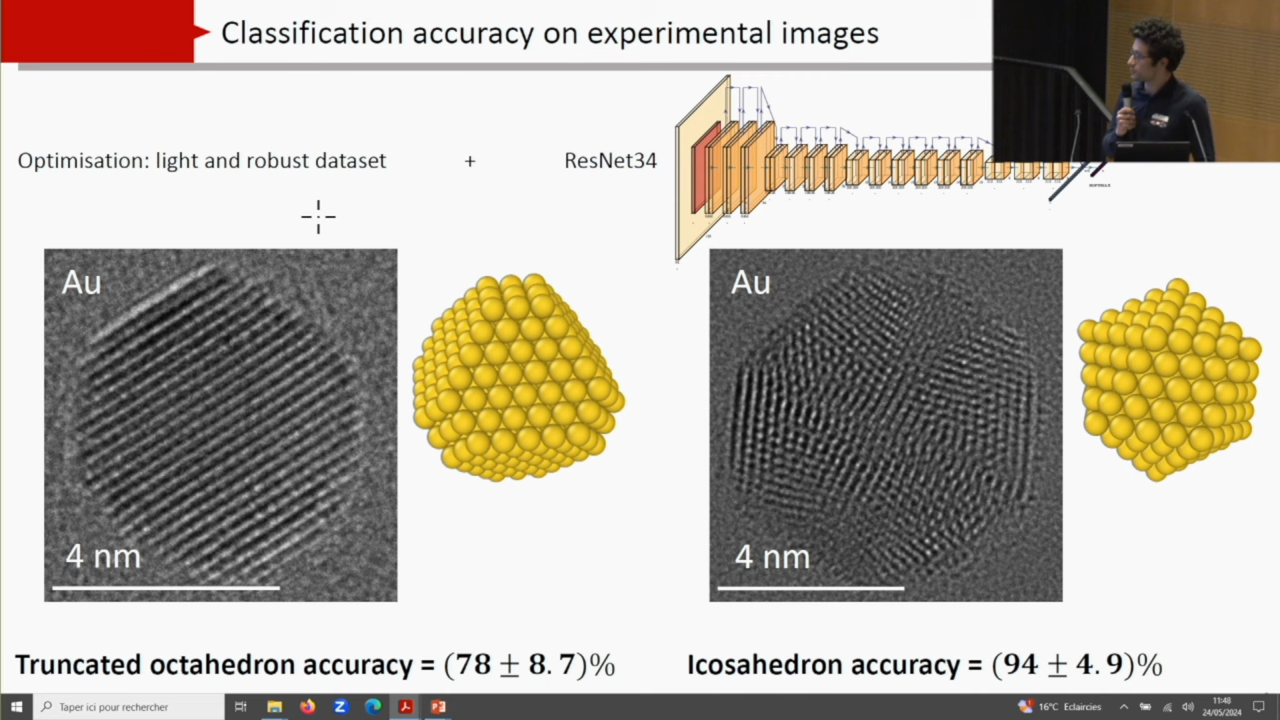 Classification accuracy on experimental images
Optimisation: light and robust dataset + ResNet34
Au
4 nm
Au
4 nm
Truncated octahedron accuracy = (78 ± 8.7)%
Icosahedron accuracy = (94 ± 4.9)%
Taper ici pour rechercher
16°C Eclaircies
11:48
24/05/2024